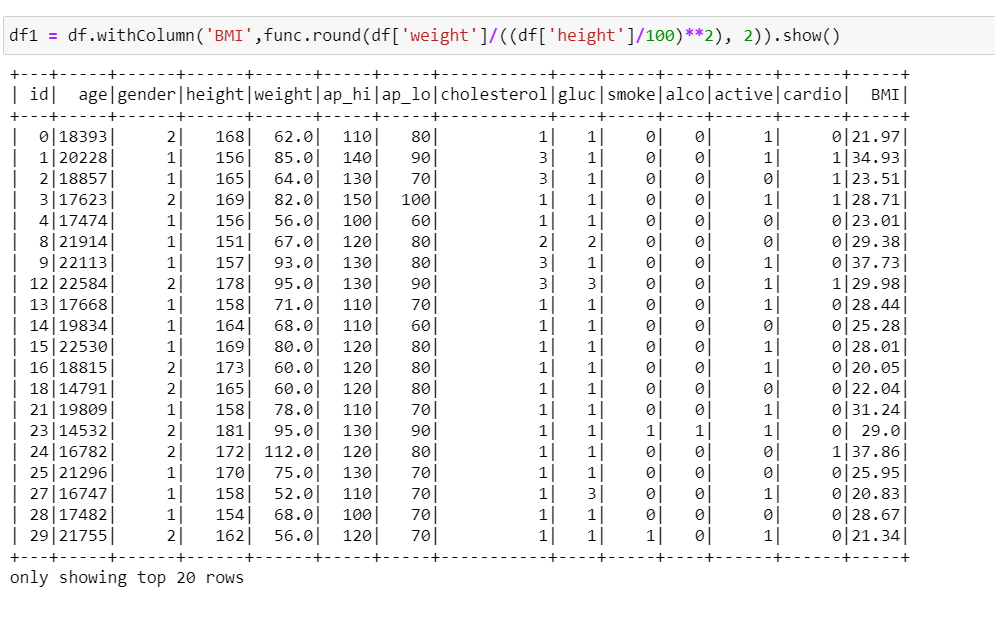 df1 = df.withColumn('BMI',func.round(df['weight']/((df['height']/100)**2), 2)).show()
+---+-----+------+------+------+-----+-----+-----------+----+-----+----+------+------+-----+
| id|  age|gender|height|weight|ap_hi|ap_lo|cholesterol|gluc|smoke|alco|active|cardio|  BMI|
+---+-----+------+------+------+-----+-----+-----------+----+-----+----+------+------+-----+
|  0|18393|     2|   168|  62.0|  110|   80|          1|   1|    0|   0|     1|     0|21.97|
|  1|20228|     1|   156|  85.0|  140|   90|          3|   1|    0|   0|     1|     1|34.93|
|  2|18857|     1|   165|  64.0|  130|   70|          3|   1|    0|   0|     0|     1|23.51|
|  3|17623|     2|   169|  82.0|  150|  100|          1|   1|    0|   0|     1|     1|28.71|
|  4|17474|     1|   156|  56.0|  100|   60|          1|   1|    0|   0|     0|     0|23.01|
|  8|21914|     1|   151|  67.0|  120|   80|          2|   2|    0|   0|     0|     0|29.38|
|  9|22113|     1|   157|  93.0|  130|   80|          3|   1|    0|   0|     1|     0|37.73|
| 12|22584|     2|   178|  95.0|  130|   90|          3|   3|    0|   0|     1|     1|29.98|
| 13|17668|     1|   158|  71.0|  110|   70|          1|   1|    0|   0|     1|     0|28.44|
| 14|19834|     1|   164|  68.0|  110|   60|          1|   1|    0|   0|     0|     0|25.28|
| 15|22530|     1|   169|  80.0|  120|   80|          1|   1|    0|   0|     1|     0|28.01|
| 16|18815|     2|   173|  60.0|  120|   80|          1|   1|    0|   0|     1|     0|20.05|
| 18|14791|     2|   165|  60.0|  120|   80|          1|   1|    0|   0|     0|     0|22.04|
| 21|19809|     1|   158|  78.0|  110|   70|          1|   1|    0|   0|     1|     0|31.24|
| 23|14532|     2|   181|  95.0|  130|   90|          1|   1|    1|   1|     1|     0| 29.0|
| 24|16782|     2|   172| 112.0|  120|   80|          1|   1|    0|   0|     0|     1|37.86|
| 25|21296|     1|   170|  75.0|  130|   70|          1|   1|    0|   0|     0|     0|25.95|
| 27|16747|     1|   158|  52.0|  110|   70|          1|   3|    0|   0|     1|     0|20.83|
| 28|17482|     1|   154|  68.0|  100|   70|          1|   1|    0|   0|     0|     0|28.67|
| 29|21755|     2|   162|  56.0|  120|   70|          1|   1|    1|   0|     1|     0|21.34|
+---+-----+------+------+------+-----+-----+-----------+----+-----+----+------+------+-----+
only showing top 20 rows